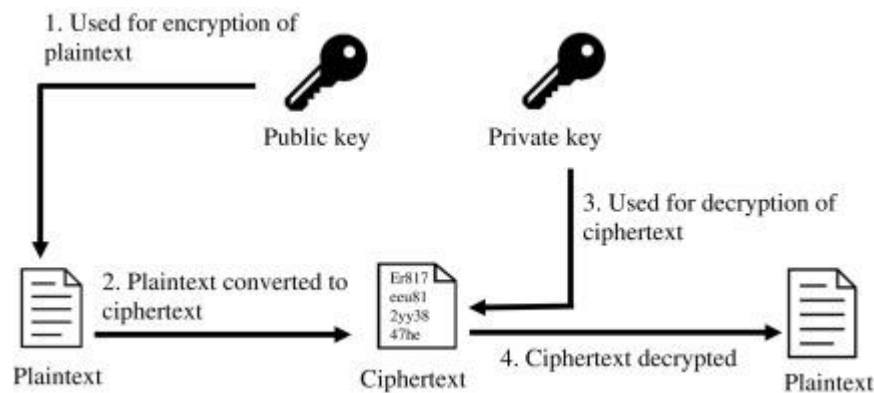 1. Used for encryption of
plaintext
Public key
Private key
3. Used for decryption of
ciphertext
2. Plaintext converted to
ciphertext
Er817
eeu81
2yy38
47he
4. Ciphertext decrypted
Plaintext
Ciphertext
Plaintext